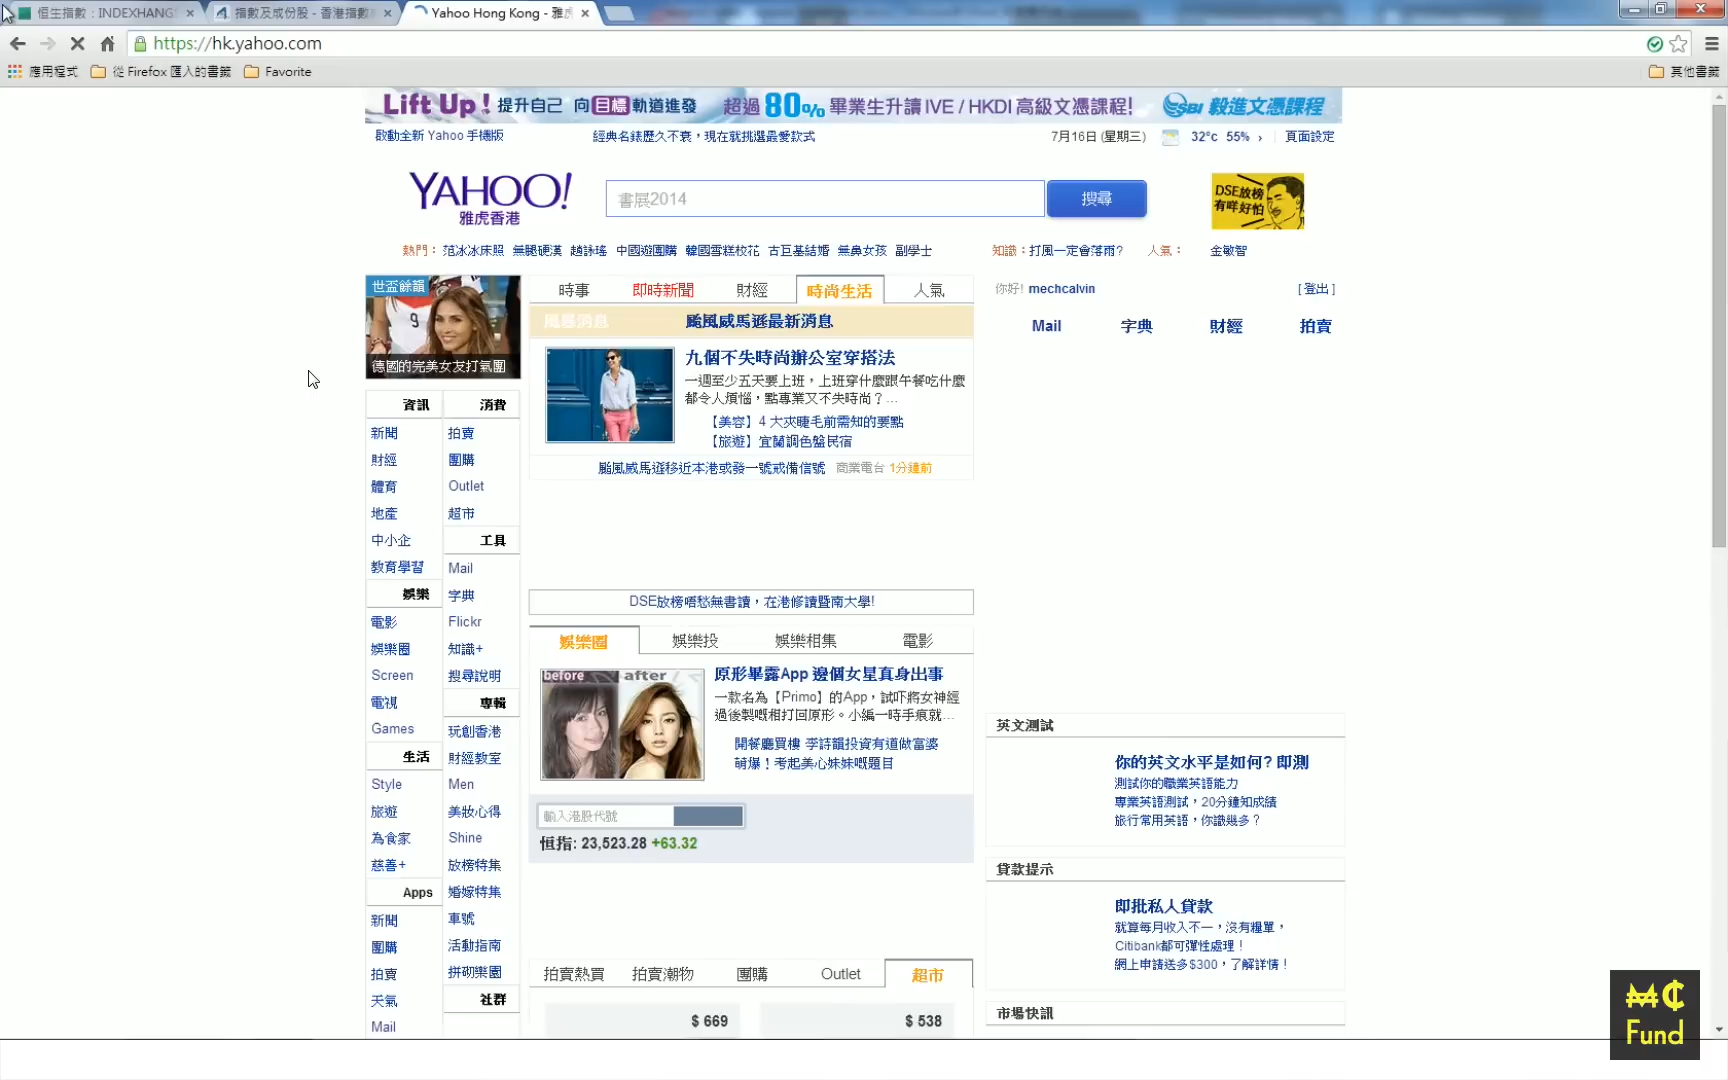 恒生指數：INDEXHANG
指數及成份股 - 香港指數
Yahoo Hong Kong - 雅虎
https://hk.yahoo.com
應用程式
從 Firefox 匯入的書籤
Favorite
其他書籤
Lift Up! 提升自己 向目標軌道進發 超過80%畢業生升讀IVE / HKDI高級文憑課程! SBI 毅進文憑課程
啟動全新 Yahoo 手機版
經典名錶歷久不衰，現在就挑選最愛款式
7月16日 (星期三)
32°c 55% ›
頁面設定
YAHOO!
雅虎香港
書展2014
搜尋
DSE放榜
有咩好怕
熱門： 范冰冰床照 無腿硬漢 趙詠瑤 中國遊團購 韓國雪糕校花 古巨基結婚 無鼻女孩 副學士
知識：打風一定會落雨?
人氣： 金敏智
世盃餘韻
德國的完美女友打氣團
時事
即時新聞
財經
時尚生活
人氣
風暴消息
颱風威馬遜最新消息
九個不失時尚辦公室穿搭法
一週至少五天要上班，上班穿什麼跟午餐吃什麼
都令人煩惱，點專業又不失時尚？...
【美容】4 大夾睫毛前需知的要點
【旅遊】宜蘭調色盤民宿
颱風威馬遜移近本港或發一號戒備信號 商業電台 1分鐘前
你好! mechcalvin
[ 登出 ]
Mail
字典
財經
拍賣
資訊
新聞
財經
體育
地產
中小企
教育學習
娛樂
電影
娛樂圈
Screen
電視
Games
生活
Style
旅遊
為食家
慈善+
Apps
新聞
團購
拍賣
天氣
Mail
消費
拍賣
團購
Outlet
超市
工具
Mail
字典
Flickr
知識+
搜尋說明
專輯
玩創香港
財經教室
Men
美妝心得
Shine
放榜特集
婚嫁特集
車號
活動指南
拼砌樂園
社群
DSE放榜唔愁無書讀，在港修讀暨南大學!
娛樂圈
娛樂投
娛樂相集
電影
before
after
原形畢露App 邊個女星真身出事
一款名為【Primo】的App，試吓將女神經
過後製嘅相打回原形。小編一時手痕就...
開餐廳買樓 李詩韻投資有道做富婆
萌爆！考起美心妹妹嘅題目
輸入港股代號
恒指: 23,523.28 +63.32
拍賣熱買
拍賣潮物
團購
Outlet
超市
$ 669
$ 538
英文測試
你的英文水平是如何? 即測
測試你的職業英語能力
專業英語測試，20分鐘知成績
旅行常用英語，你識幾多？
貸款提示
即批私人貸款
就算每月收入不一，沒有糧單，
Citibank都可彈性處理！
網上申請送多$300，了解詳情！
市場快訊
M¢
Fund